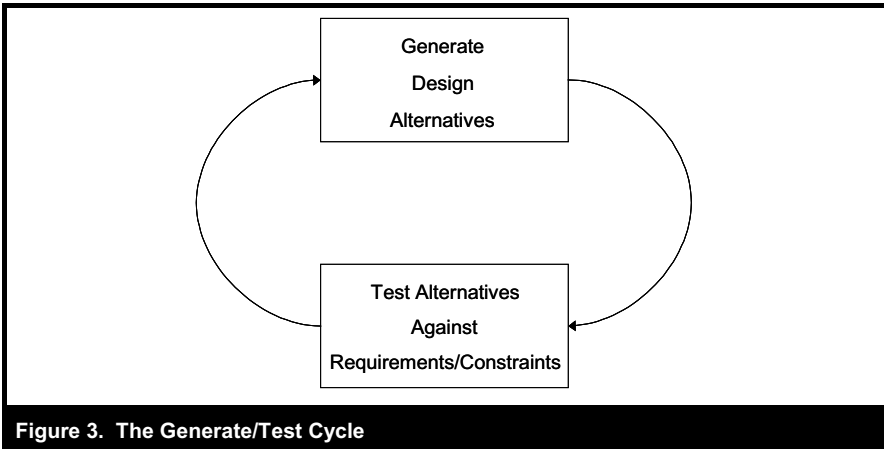 Generate
Design
Alternatives
Test Alternatives
Against
Requirements/Constraints
Figure 3. The Generate/Test Cycle